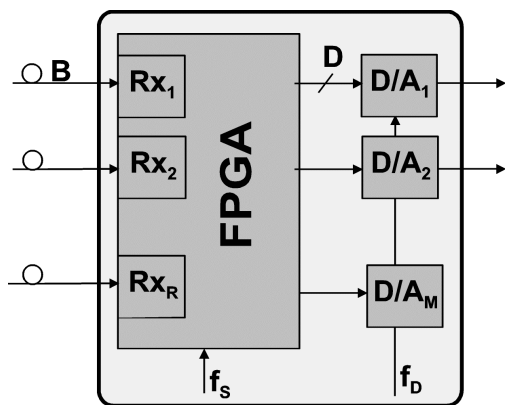 B
Rx1
Rx2
RxR
FPGA
D
D/A1
D/A2
D/AM
fS
fD